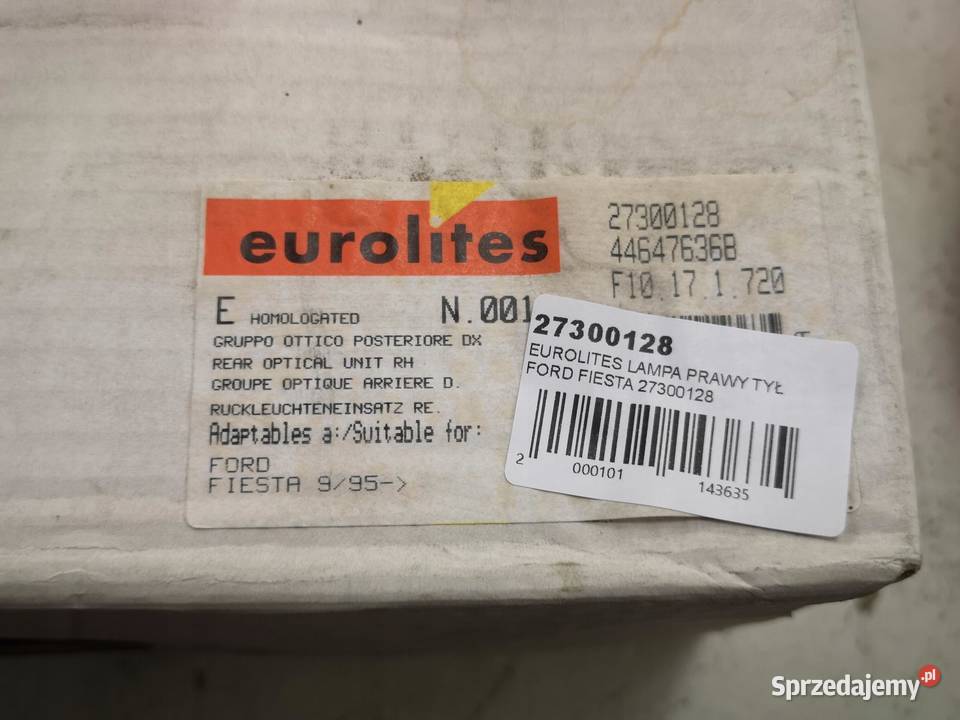 eurolites
27300128
44647636B
F10.17.1.720
E HOMOLOGATED N.001
GRUPPO OTTICO POSTERIORE DX
REAR OPTICAL UNIT RH
GROUPE OPTIQUE ARRIERE D.
RUCKLEUCHTENEINSATZ RE.
Adaptables a:/Suitable for:
FORD
FIESTA 9/95->
27300128
EUROLITES LAMPA PRAWY TYŁ
FORD FIESTA 27300128
2 000101 143635
Sprzedajemy.pl